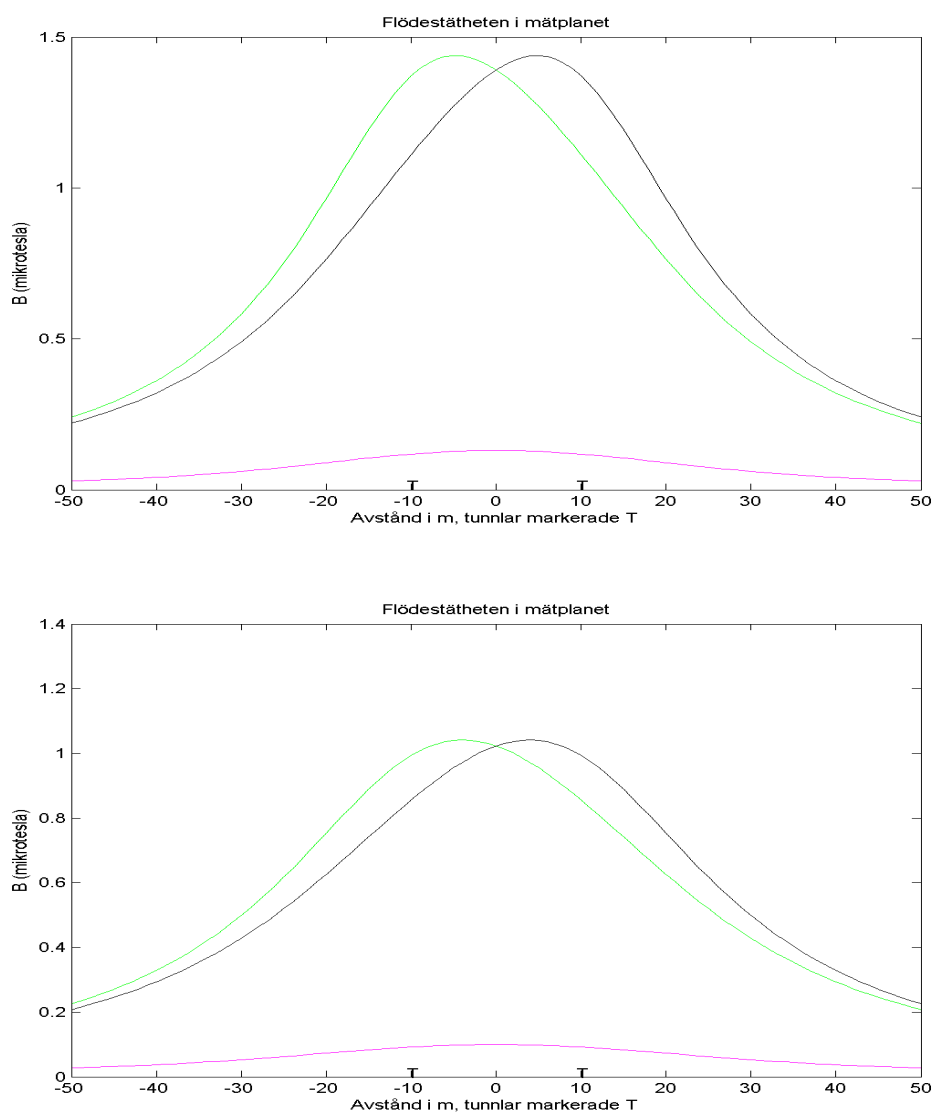 Flödestätheten i mätplanet
1.5
1
0.5
0
B (mikrotesla)
T T
-50 -40 -30 -20 -10 0 10 20 30 40 50
Avstånd i m, tunnlar markerade T
Flödestätheten i mätplanet
1.4
1.2
1
0.8
0.6
0.4
0.2
0
B (mikrotesla)
T T
-50 -40 -30 -20 -10 0 10 20 30 40 50
Avstånd i m, tunnlar markerade T